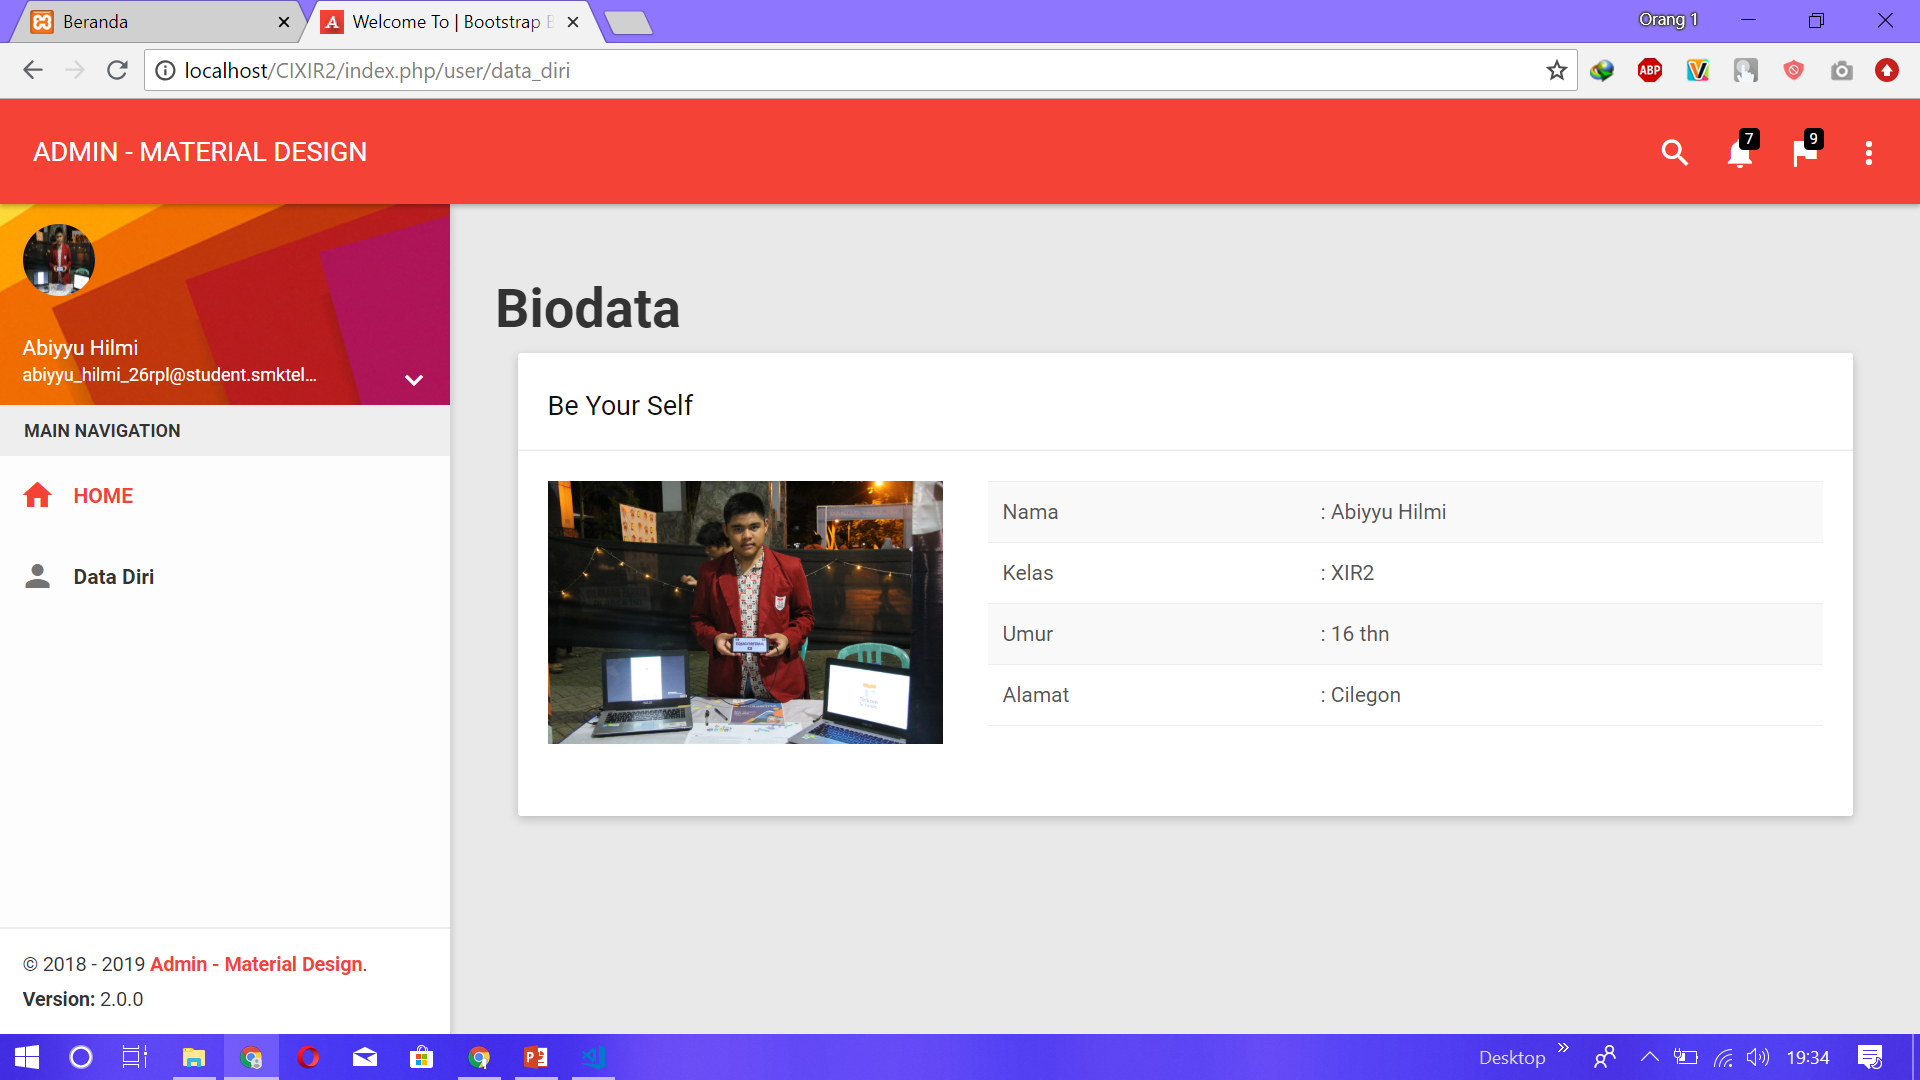 Beranda
Welcome To | Bootstrap B
Orang 1
localhost/CIXIR2/index.php/user/data_diri
ABP
ADMIN - MATERIAL DESIGN
7
9
Abiyyu Hilmi
abiyyu_hilmi_26rpl@student.smktel...
MAIN NAVIGATION
HOME
Data Diri
© 2018 - 2019 Admin - Material Design.
Version: 2.0.0
Biodata
Be Your Self
Nama : Abiyyu Hilmi
Kelas : XIR2
Umur : 16 thn
Alamat : Cilegon
Desktop
19:34